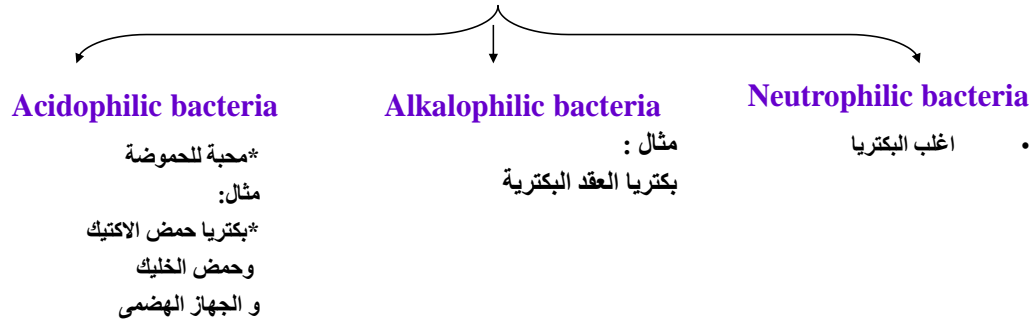 Acidophilic bacteria
*محبة للحموضة
مثال:
*بكتريا حمض الاكتيك
وحمض الخليك
و الجهاز الهضمى
Alkalophilic bacteria
مثال :
بكتريا العقد البكترية
Neutrophilic bacteria
• اغلب البكتريا